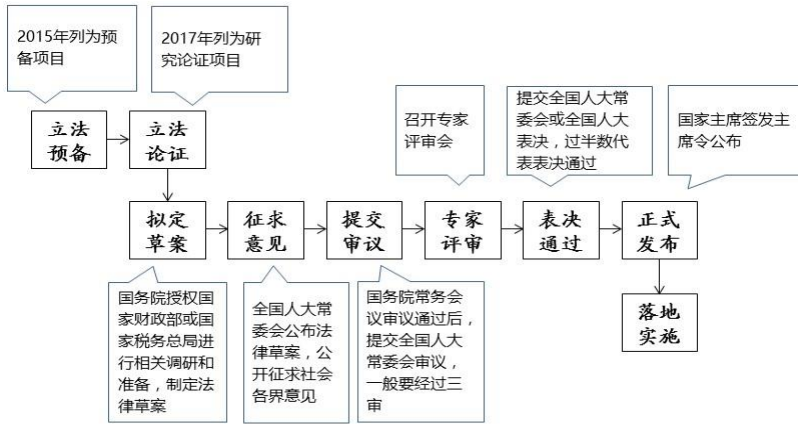 2015年列为预
备项目
2017年列为研
究论证项目
立法
预备
立法
论证
召开专家
评审会
提交全国人大常
委会或全国人大
表决，过半数代
表表决通过
国家主席签发主
席令公布
拟定
草案
征求
意见
提交
审议
专家
评审
表决
通过
正式
发布
国务院授权国
家财政部或国
家税务总局进
行相关调研和
准备，制定法
律草案
全国人大常
委会公布法
律草案，公
开征求社会
各界意见
国务院常务会
议审议通过后，
提交全国人大
常委会审议，
一般要经过三
审
落地
实施